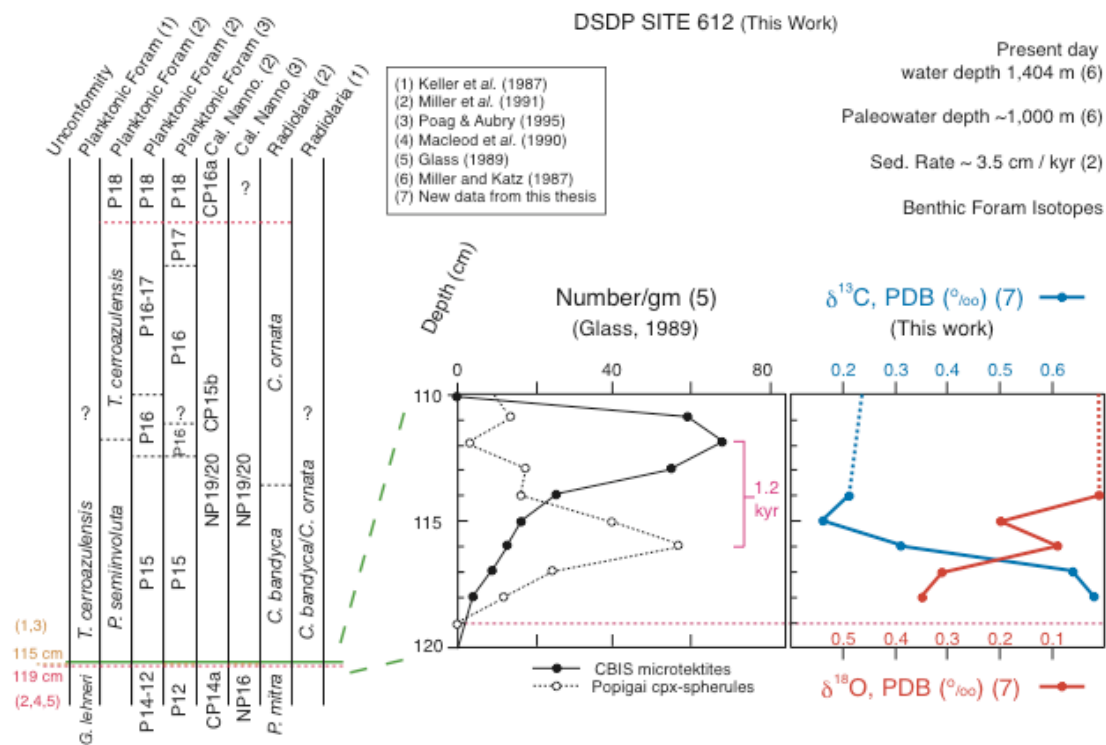 DSDP SITE 612 (This Work)
Present day
water depth 1,404 m (6)
Paleowater depth ~1,000 m (6)
Sed. Rate ~ 3.5 cm / kyr (2)
Benthic Foram Isotopes
(1) Keller et al. (1987)
(2) Miller et al. (1991)
(3) Poag & Aubry (1995)
(4) Macleod et al. (1990)
(5) Glass (1989)
(6) Miller and Katz (1987)
(7) New data from this thesis
Unconformity
Planktonic Foram (1)
Planktonic Foram (2)
Planktonic Foram (2)
Planktonic Foram (3)
Cal. Nanno. (2)
Cal. Nanno (3)
Radiolaria (2)
Radiolaria (1)
?
T. cerroazulensis
G. lehneri
P18
T. cerroazulensis
P. semiinvoluta
P18
P16-17
P16
P15
P14-12
P18
P17
P16
?
P16
P15
P12
CP16a
CP15b
NP19/20
CP14a
?
NP19/20
NP16
C. ornata
C. bandyca
P. mitra
?
C. bandyca/C. ornata
(1,3)
115 cm
119 cm
(2,4,5)
Depth (cm)
110
115
120
Number/gm (5)
(Glass, 1989)
0 40 80
1.2
kyr
CBIS microtektites
Popigai cpx-spherules
δ13C, PDB (o/oo) (7)
(This work)
0.2 0.3 0.4 0.5 0.6
0.5 0.4 0.3 0.2 0.1
δ18O, PDB (o/oo) (7)